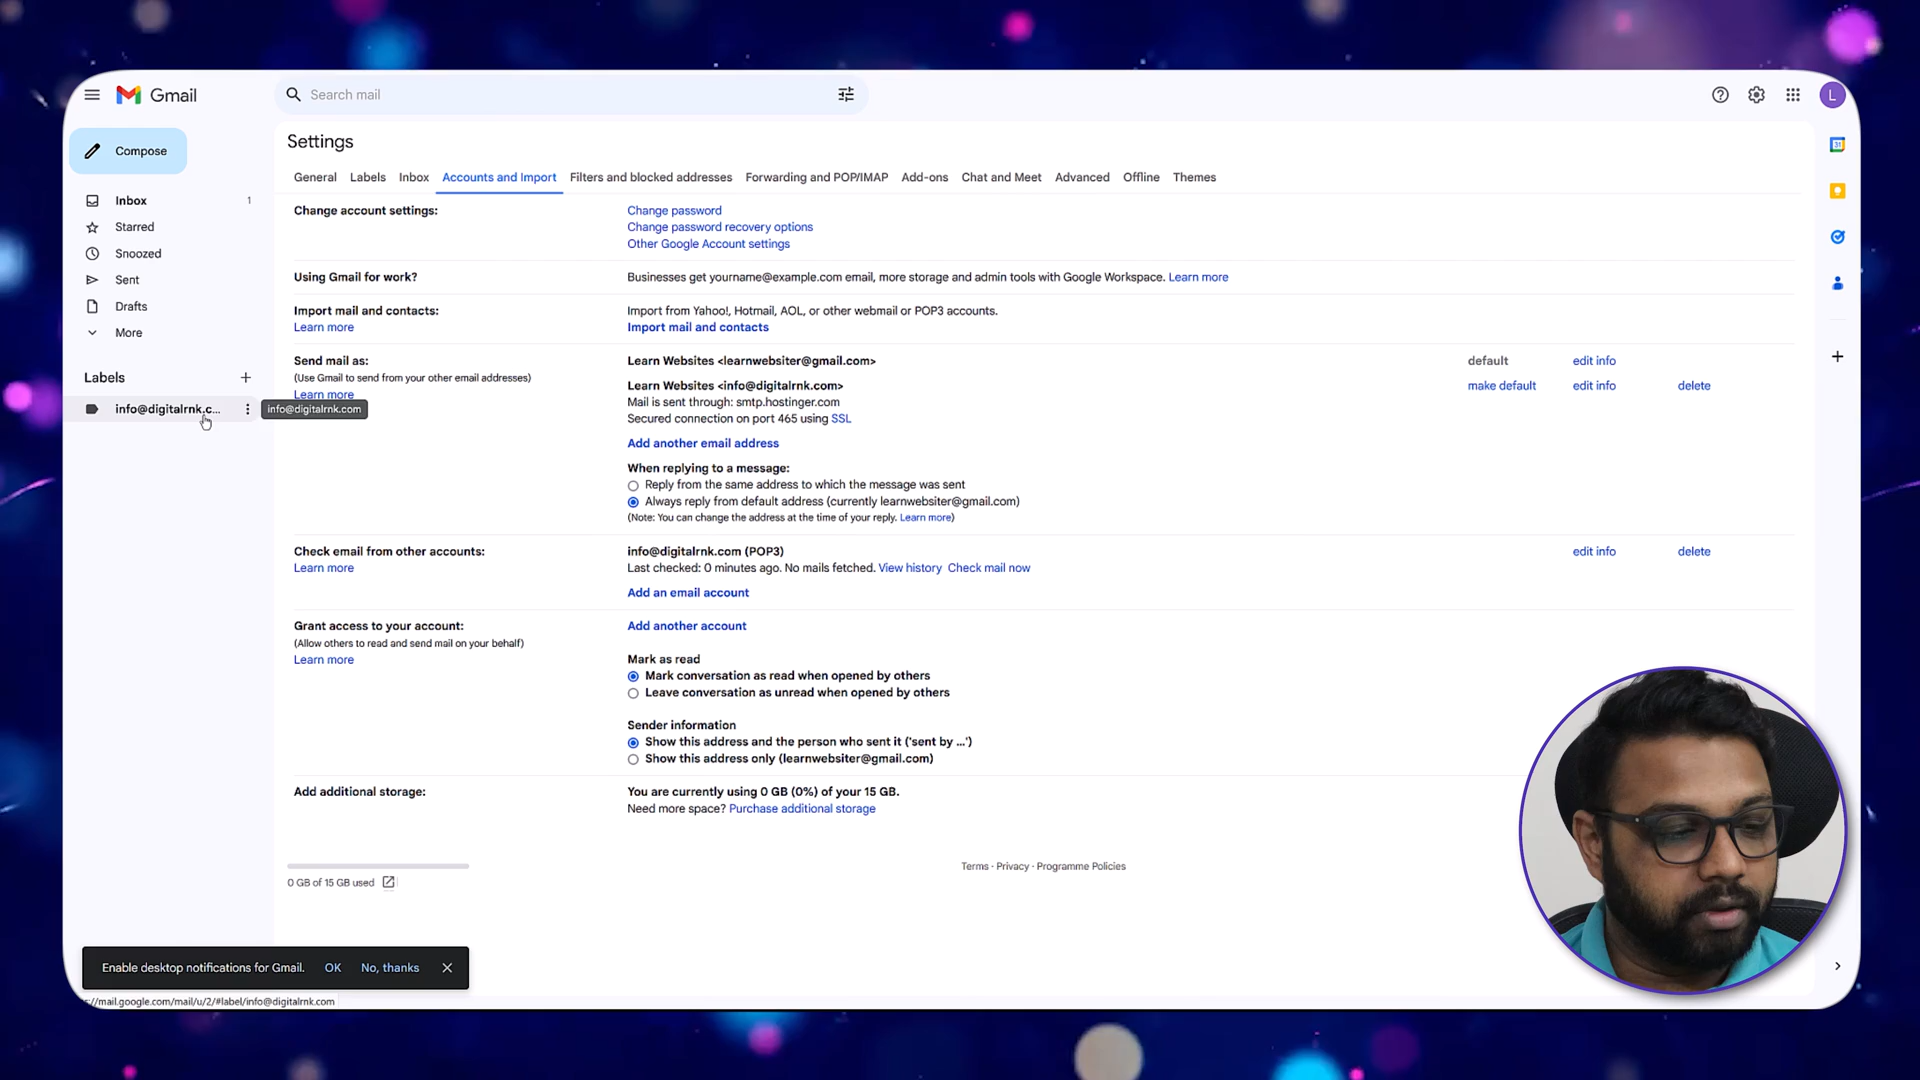 Gmail
Search mail
L
Compose
Inbox 1
Starred
Snoozed
Sent
Drafts
More
Labels
info@digitalrnk.c...
info@digitalrnk.com
Settings
General Labels Inbox Accounts and Import Filters and blocked addresses Forwarding and POP/IMAP Add-ons Chat and Meet Advanced Offline Themes
Change account settings: Change password
Change password recovery options
Other Google Account settings
Using Gmail for work? Businesses get yourname@example.com email, more storage and admin tools with Google Workspace. Learn more
Import mail and contacts: Import from Yahoo!, Hotmail, AOL, or other webmail or POP3 accounts.
Learn more Import mail and contacts
Send mail as: Learn Websites <learnwebsiter@gmail.com> default edit info
(Use Gmail to send from your other email addresses)
Learn more
Learn Websites <info@digitalrnk.com> make default edit info delete
Mail is sent through: smtp.hostinger.com
Secured connection on port 465 using SSL
Add another email address
When replying to a message:
Reply from the same address to which the message was sent
Always reply from default address (currently learnwebsiter@gmail.com)
(Note: You can change the address at the time of your reply. Learn more)
Check email from other accounts: info@digitalrnk.com (POP3) edit info delete
Learn more Last checked: 0 minutes ago. No mails fetched. View history Check mail now
Add an email account
Grant access to your account: Add another account
(Allow others to read and send mail on your behalf)
Learn more
Mark as read
Mark conversation as read when opened by others
Leave conversation as unread when opened by others
Sender information
Show this address and the person who sent it ('sent by ...')
Show this address only (learnwebsiter@gmail.com)
Add additional storage: You are currently using 0 GB (0%) of your 15 GB.
Need more space? Purchase additional storage
0 GB of 15 GB used
Terms · Privacy · Programme Policies
Enable desktop notifications for Gmail. OK No, thanks
://mail.google.com/mail/u/2/#label/info@digitalrnk.com
31